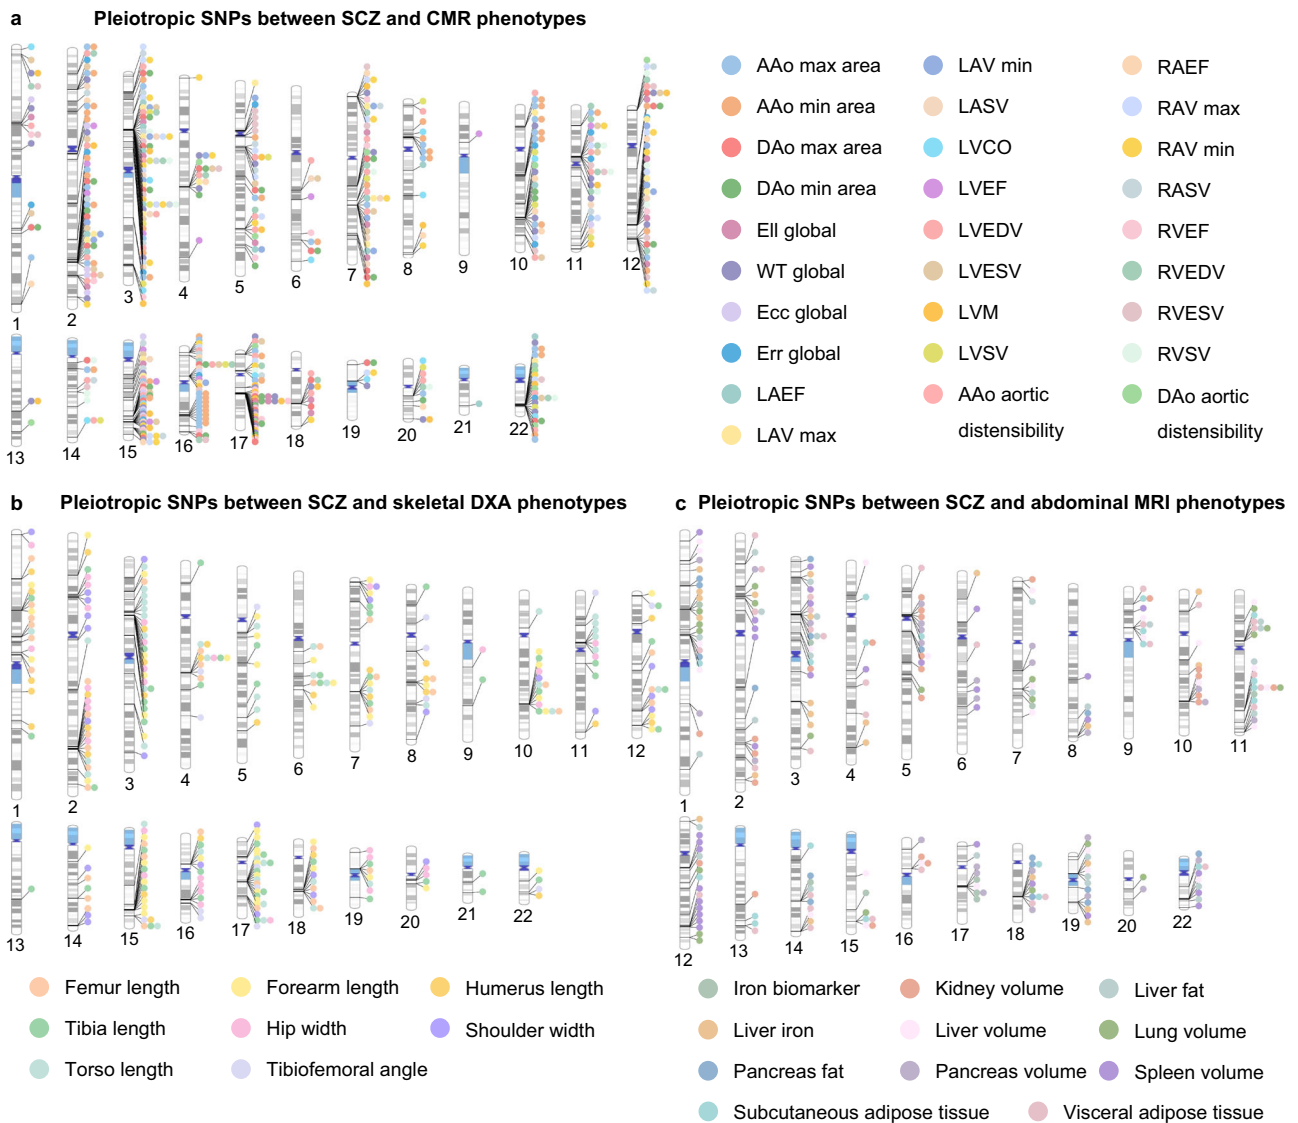 a Pleiotropic SNPs between SCZ and CMR phenotypes
1 2 3 4 5 6 7 8 9 10 11 12
13 14 15 16 17 18 19 20 21 22
AAo max area LAV min RAEF
AAo min area LASV RAV max
DAo max area LVCO RAV min
DAo min area LVEF RASV
Ell global LVEDV RVEF
WT global LVESV RVEDV
Ecc global LVM RVESV
Err global LVSV RVSV
LAEF AAo aortic DAo aortic
distensibility distensibility
LAV max
b Pleiotropic SNPs between SCZ and skeletal DXA phenotypes
1 2 3 4 5 6 7 8 9 10 11 12
13 14 15 16 17 18 19 20 21 22
Femur length Forearm length Humerus length
Tibia length Hip width Shoulder width
Torso length Tibiofemoral angle
c Pleiotropic SNPs between SCZ and abdominal MRI phenotypes
1 2 3 4 5 6 7 8 9 10 11
12 13 14 15 16 17 18 19 20 22
Iron biomarker Kidney volume Liver fat
Liver iron Liver volume Lung volume
Pancreas fat Pancreas volume Spleen volume
Subcutaneous adipose tissue Visceral adipose tissue